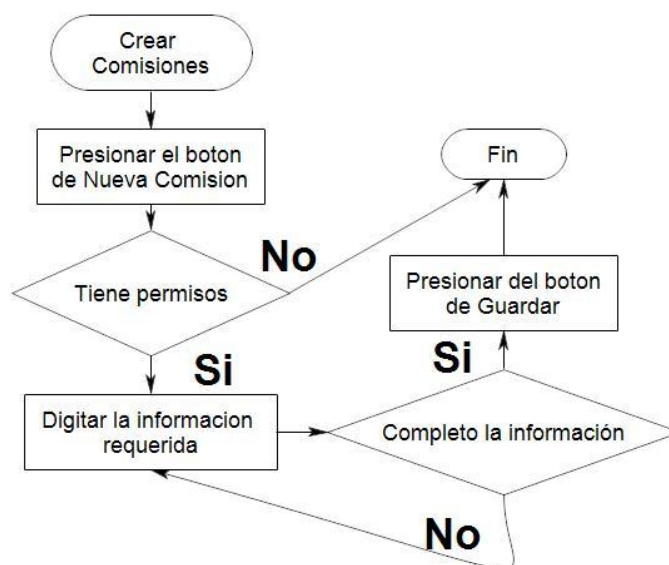 Crear
Comisiones
Presionar el boton
de Nueva Comision
Fin
No
Tiene permisos
Presionar del boton
de Guardar
Si
Si
Digitar la informacion
requerida
Completo la información
No